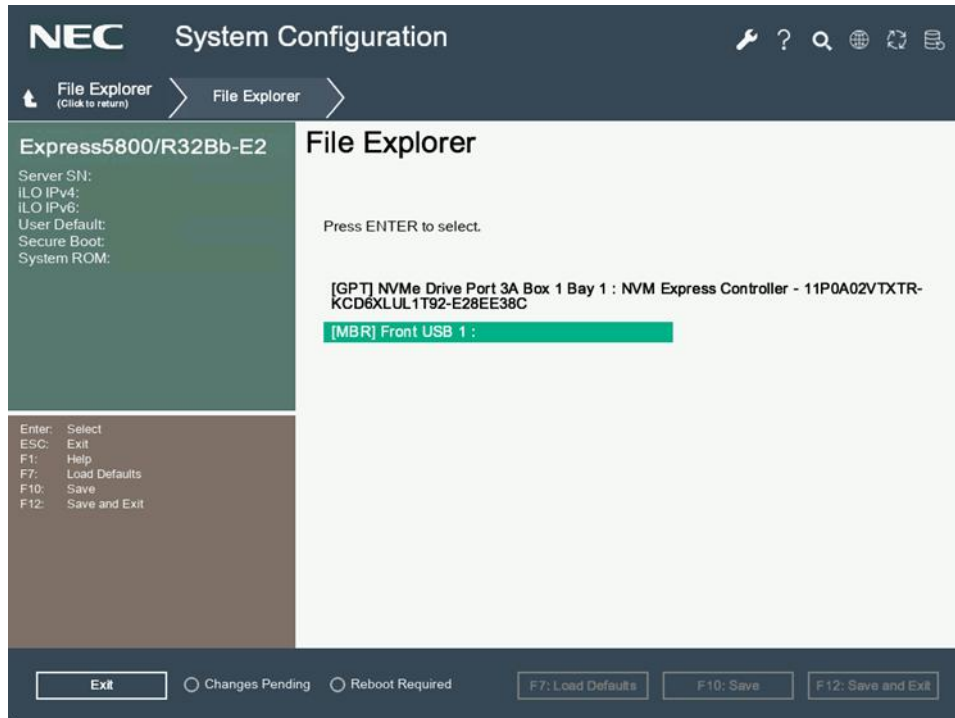 NEC System Configuration
File Explorer
(Click to return)
File Explorer
Express5800/R32Bb-E2
Server SN:
iLO IPv4:
iLO IPv6:
User Default:
Secure Boot:
System ROM:
File Explorer
Press ENTER to select.
[GPT] NVMe Drive Port 3A Box 1 Bay 1 : NVM Express Controller - 11P0A02VTXTR-
KCD6XLUL1T92-E28EE38C
[MBR] Front USB 1 :
Enter: Select
ESC: Exit
F1: Help
F7: Load Defaults
F10: Save
F12: Save and Exit
Exit
Changes Pending
Reboot Required
F7: Load Defaults
F10: Save
F12: Save and Exit